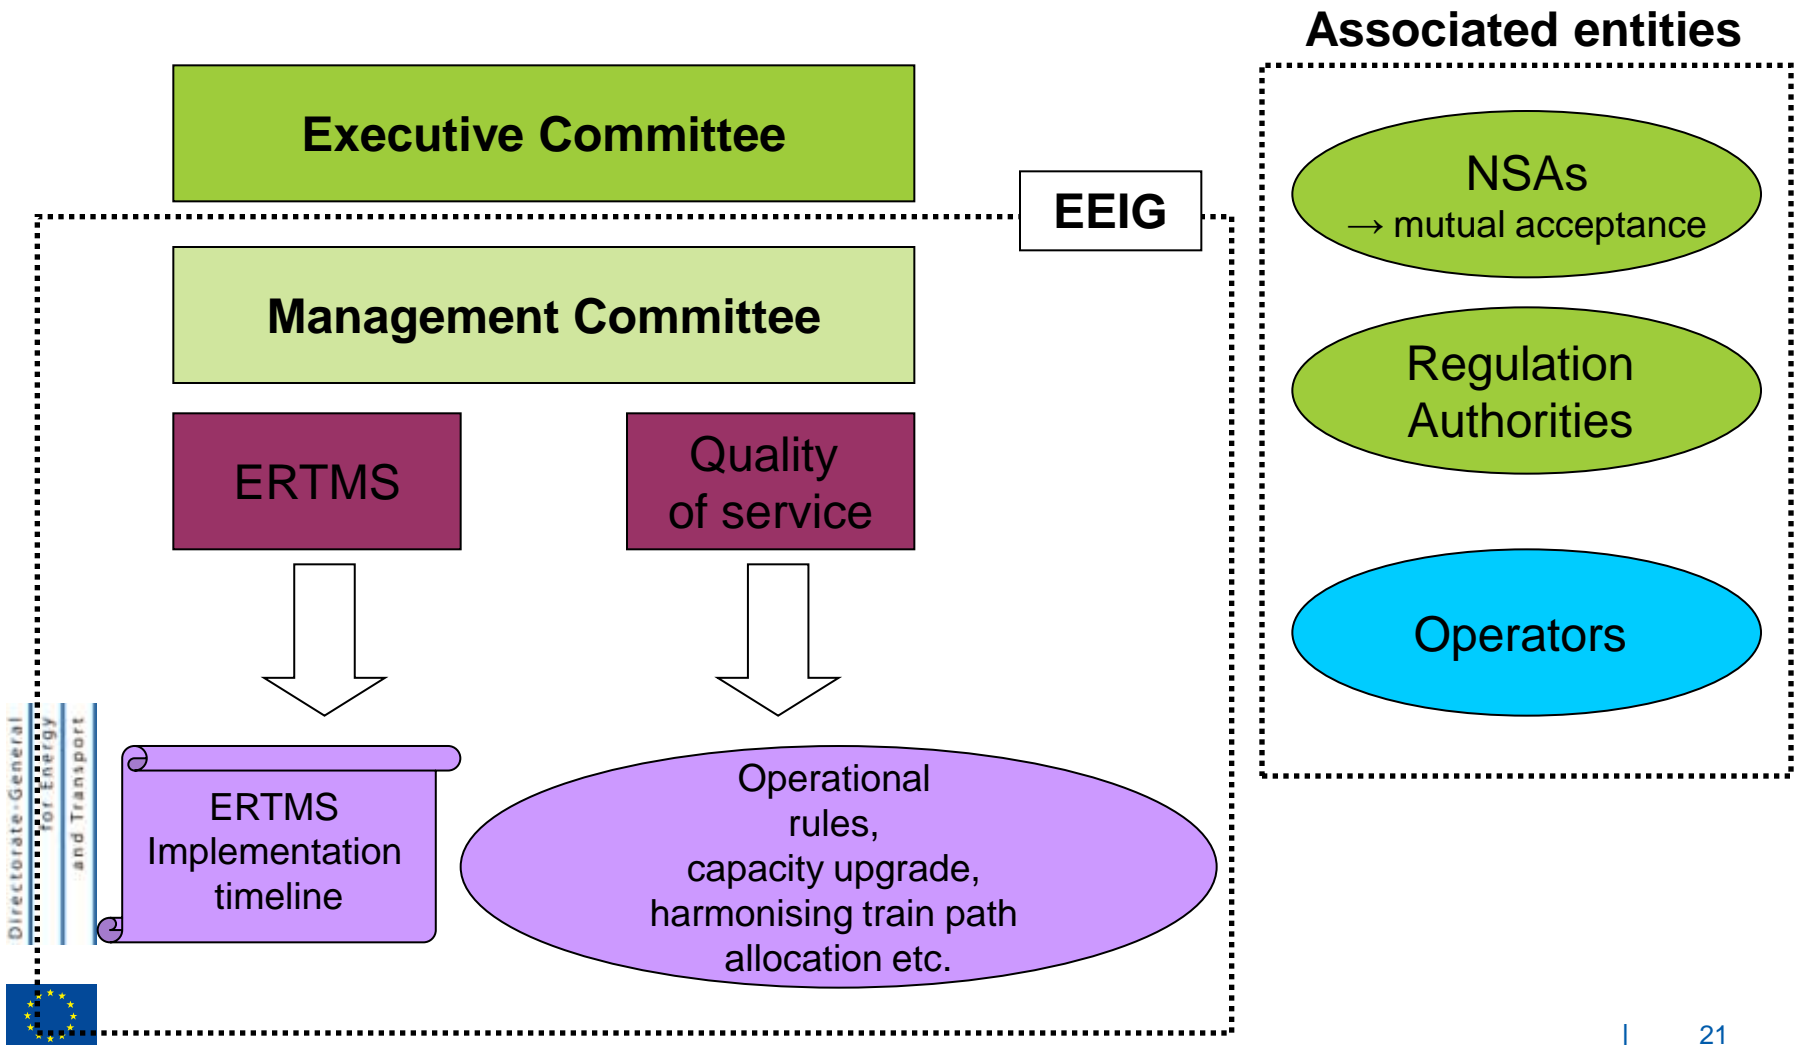 Associated entities
Executive Committee
EEIG
Management Committee
ERTMS
Quality
of service
ERTMS
Implementation
timeline
Operational
rules,
capacity upgrade,
harmonising train path
allocation etc.
NSAs
→ mutual acceptance
Regulation
Authorities
Operators
Directorate-General
for Energy
and Transport
| 21